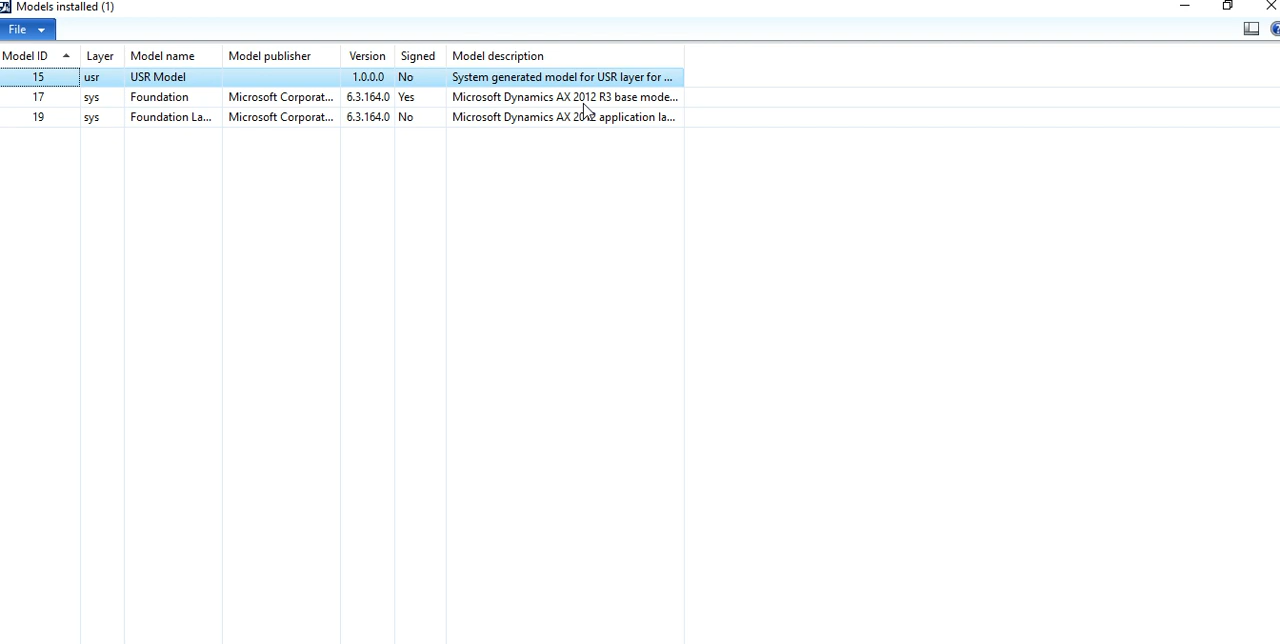 Models installed (1)
File
Model ID Layer Model name Model publisher Version Signed Model description
15 usr USR Model 1.0.0.0 No System generated model for USR layer for ...
17 sys Foundation Microsoft Corporat... 6.3.164.0 Yes Microsoft Dynamics AX 2012 R3 base mode...
19 sys Foundation La... Microsoft Corporat... 6.3.164.0 No Microsoft Dynamics AX 2012 application la...